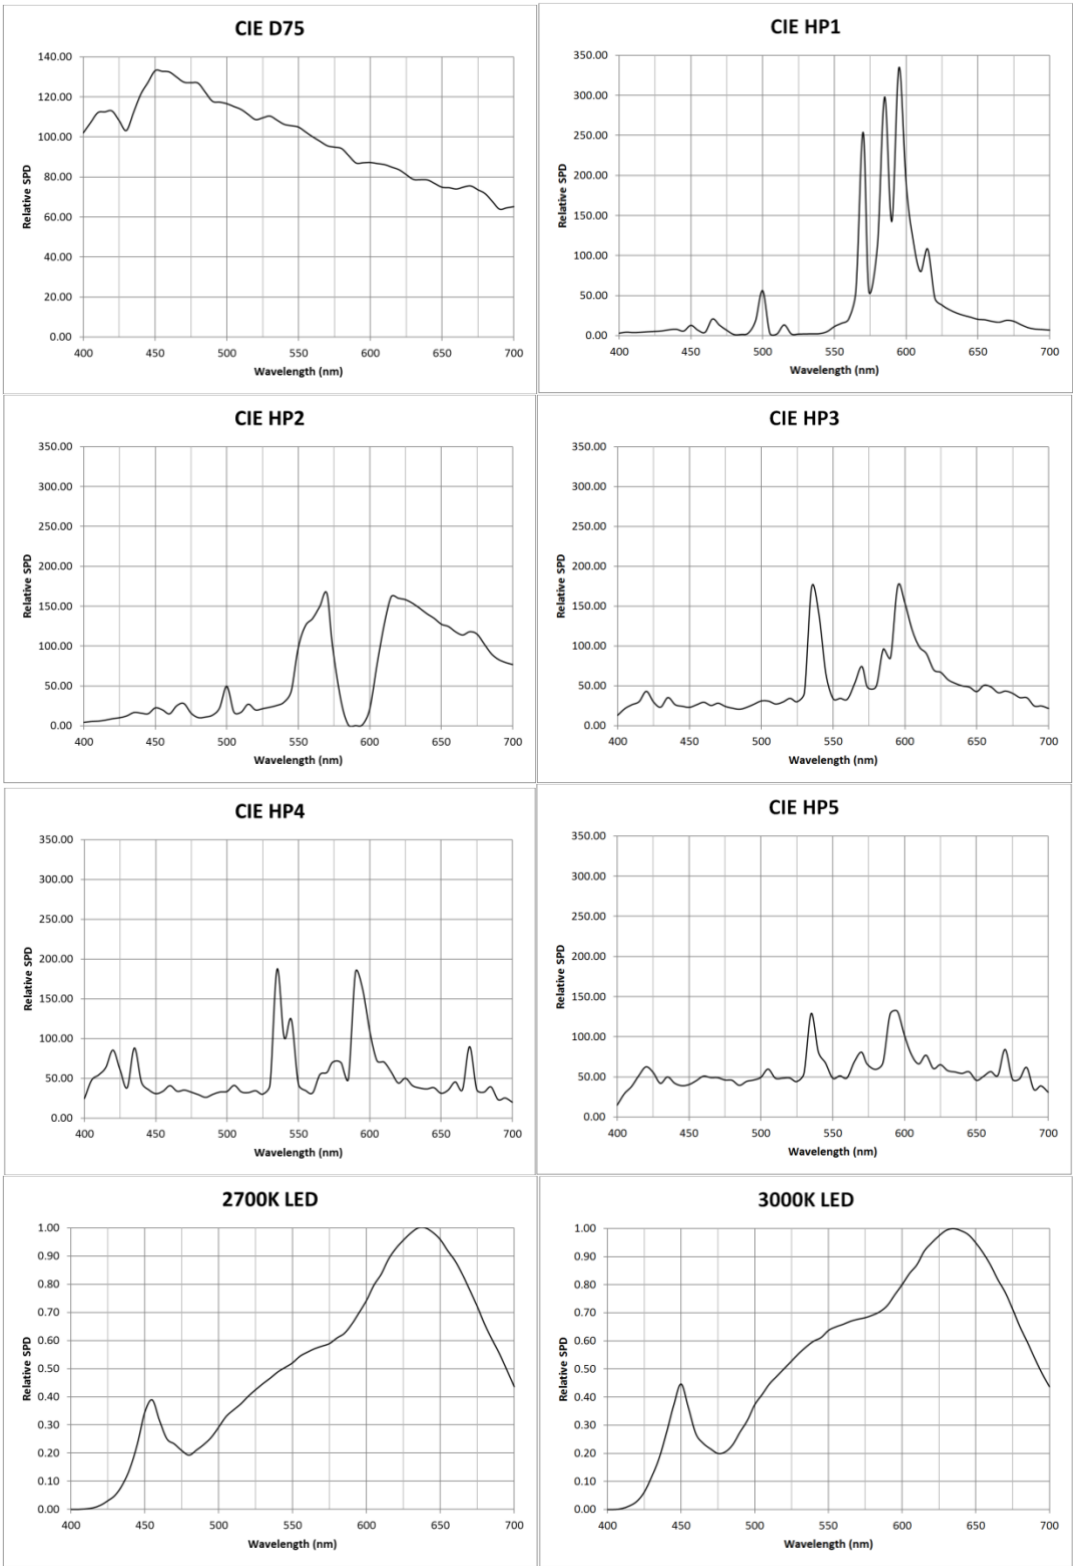 CIE D75
140.00
120.00
100.00
80.00
60.00
40.00
20.00
0.00
Relative SPD
400 450 500 550 600 650 700
Wavelength (nm)
CIE HP1
350.00
300.00
250.00
200.00
150.00
100.00
50.00
0.00
Relative SPD
400 450 500 550 600 650 700
Wavelength (nm)
CIE HP2
350.00
300.00
250.00
200.00
150.00
100.00
50.00
0.00
Relative SPD
400 450 500 550 600 650 700
Wavelength (nm)
CIE HP3
350.00
300.00
250.00
200.00
150.00
100.00
50.00
0.00
Relative SPD
400 450 500 550 600 650 700
Wavelength (nm)
CIE HP4
350.00
300.00
250.00
200.00
150.00
100.00
50.00
0.00
Relative SPD
400 450 500 550 600 650 700
Wavelength (nm)
CIE HP5
350.00
300.00
250.00
200.00
150.00
100.00
50.00
0.00
Relative SPD
400 450 500 550 600 650 700
Wavelength (nm)
2700K LED
1.00
0.90
0.80
0.70
0.60
0.50
0.40
0.30
0.20
0.10
0.00
Relative SPD
400 450 500 550 600 650 700
Wavelength (nm)
3000K LED
1.00
0.90
0.80
0.70
0.60
0.50
0.40
0.30
0.20
0.10
0.00
Relative SPD
400 450 500 550 600 650 700
Wavelength (nm)